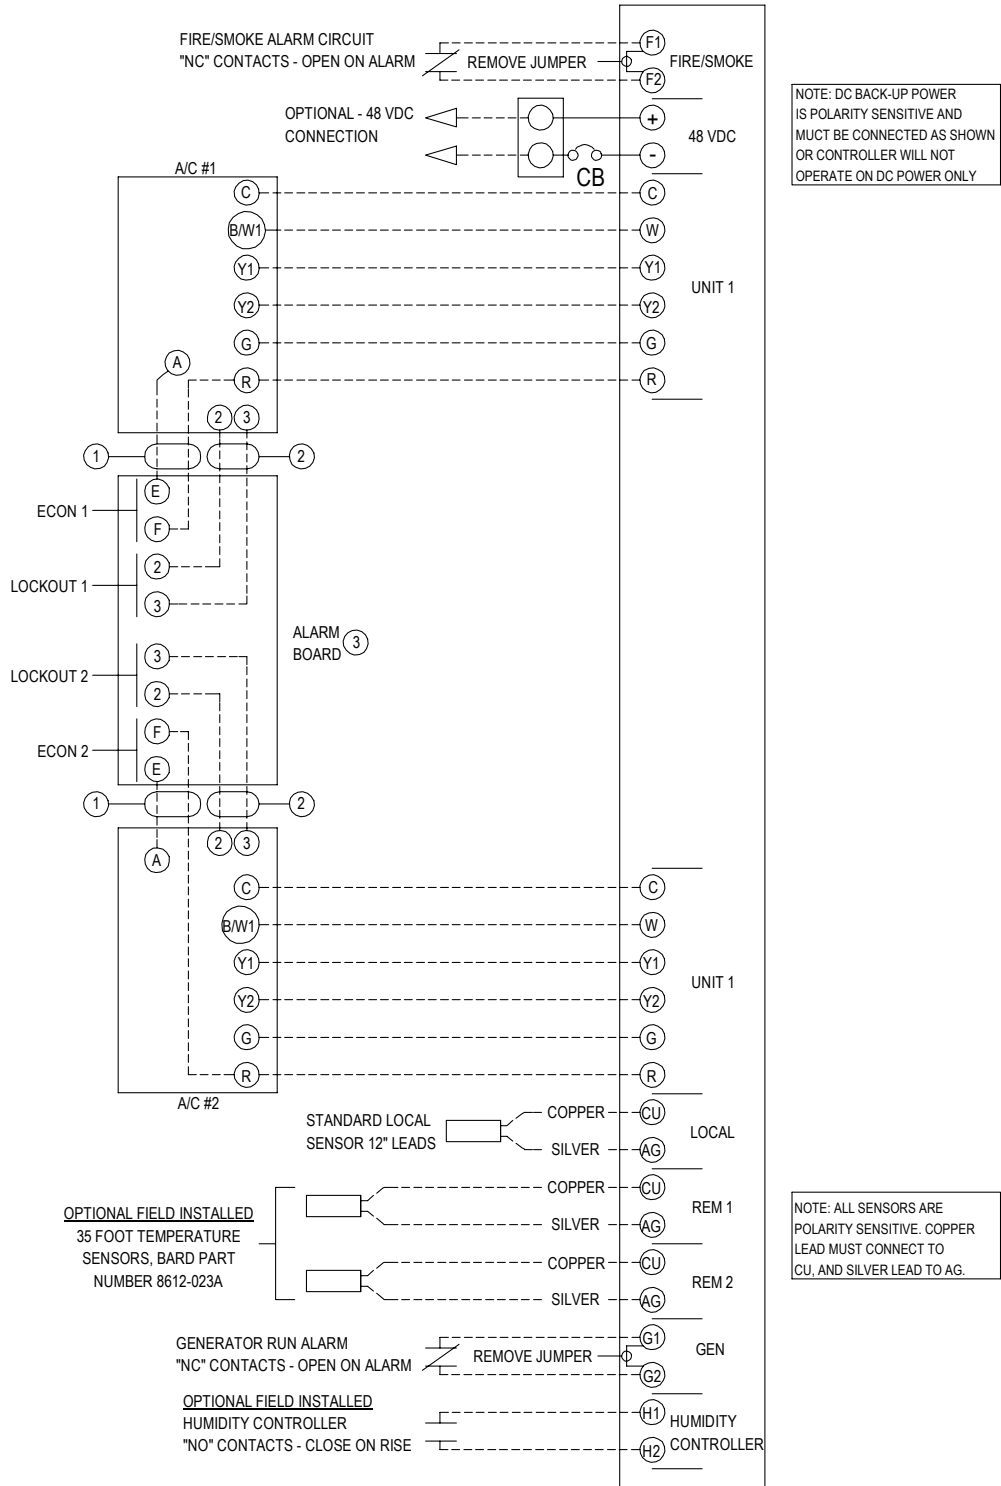 FIRE/SMOKE ALARM CIRCUIT
"NC" CONTACTS - OPEN ON ALARM
REMOVE JUMPER
F1
F2
FIRE/SMOKE
OPTIONAL - 48 VDC
CONNECTION
CB
+
-
48 VDC
NOTE: DC BACK-UP POWER
IS POLARITY SENSITIVE AND
MUCT BE CONNECTED AS SHOWN
OR CONTROLLER WILL NOT
OPERATE ON DC POWER ONLY
A/C #1
C
B/W1
Y1
Y2
G
R
A
2 3
C
W
Y1
Y2
G
R
UNIT 1
1
2
E
F
2
3
3
2
F
E
ECON 1
LOCKOUT 1
LOCKOUT 2
ECON 2
ALARM
BOARD
3
1
2
2 3
A
C
B/W1
Y1
Y2
G
R
A/C #2
C
W
Y1
Y2
G
R
UNIT 1
STANDARD LOCAL
SENSOR 12" LEADS
COPPER
SILVER
CU
AG
LOCAL
OPTIONAL FIELD INSTALLED
35 FOOT TEMPERATURE
SENSORS, BARD PART
NUMBER 8612-023A
COPPER
SILVER
CU
AG
REM 1
COPPER
SILVER
CU
AG
REM 2
NOTE: ALL SENSORS ARE
POLARITY SENSITIVE. COPPER
LEAD MUST CONNECT TO
CU, AND SILVER LEAD TO AG.
GENERATOR RUN ALARM
"NC" CONTACTS - OPEN ON ALARM
REMOVE JUMPER
G1
G2
GEN
OPTIONAL FIELD INSTALLED
HUMIDITY CONTROLLER
"NO" CONTACTS - CLOSE ON RISE
H1
H2
HUMIDITY
CONTROLLER